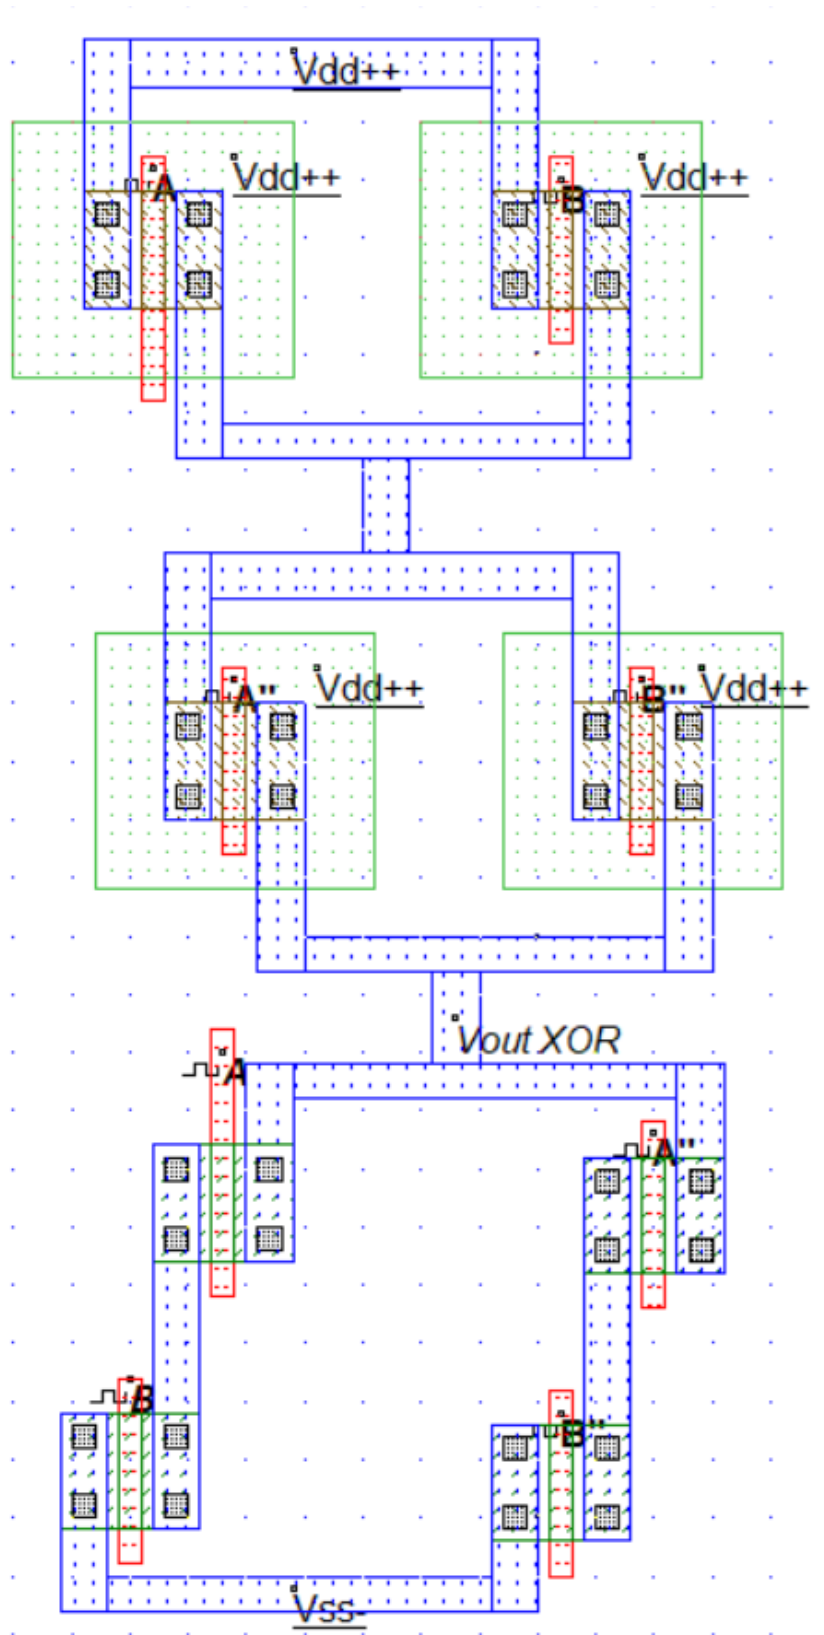 Vdd++
A
Vdd++
B
Vdd++
A"
Vdd++
B"
Vdd++
Vout XOR
A
A"
B
B"
Vss-